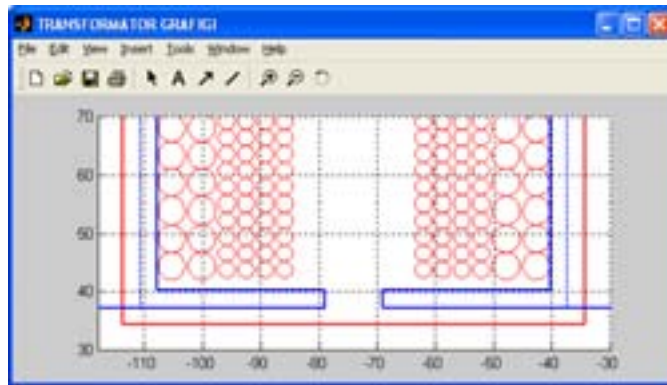 TRANSFORMATOR GRAFIGI
File Edit View Insert Tools Window Help
A
70
60
50
40
30
-110 -100 -90 -80 -70 -60 -50 -40 -30